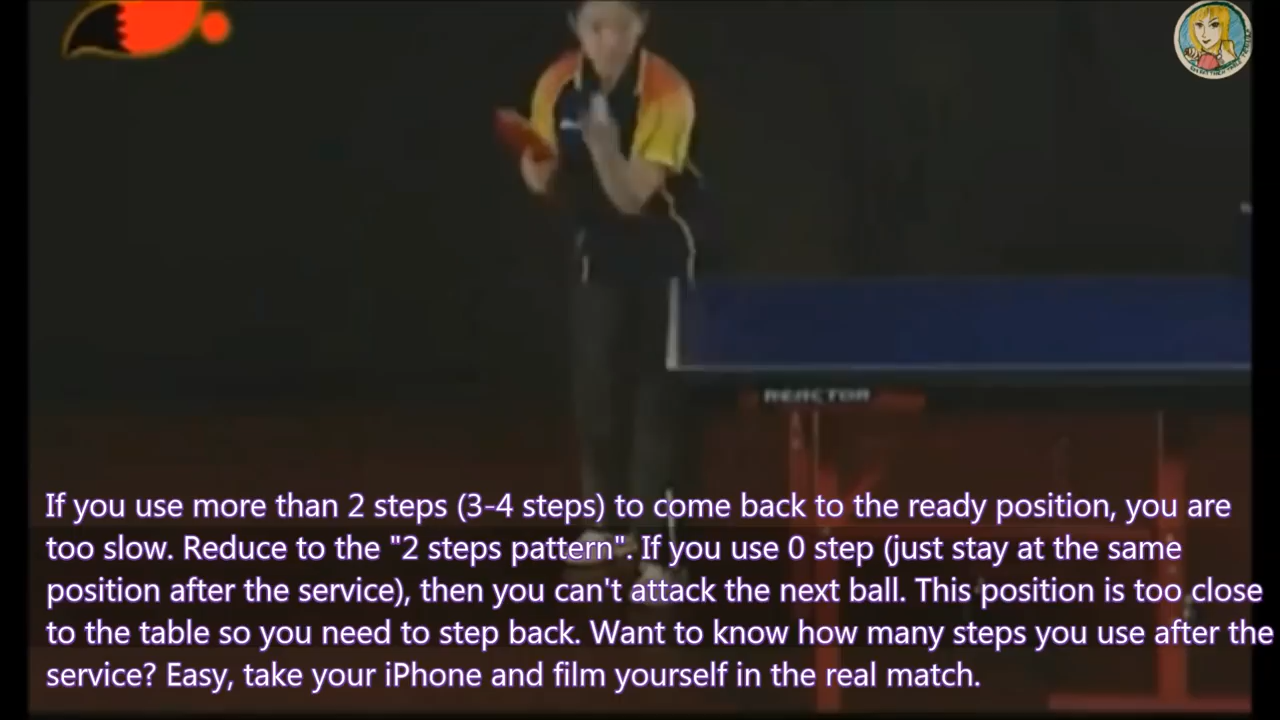 REACTOR
If you use more than 2 steps (3-4 steps) to come back to the ready position, you are
too slow. Reduce to the "2 steps pattern". If you use 0 step (just stay at the same
position after the service), then you can't attack the next ball. This position is too close
to the table so you need to step back. Want to know how many steps you use after the
service? Easy, take your iPhone and film yourself in the real match.